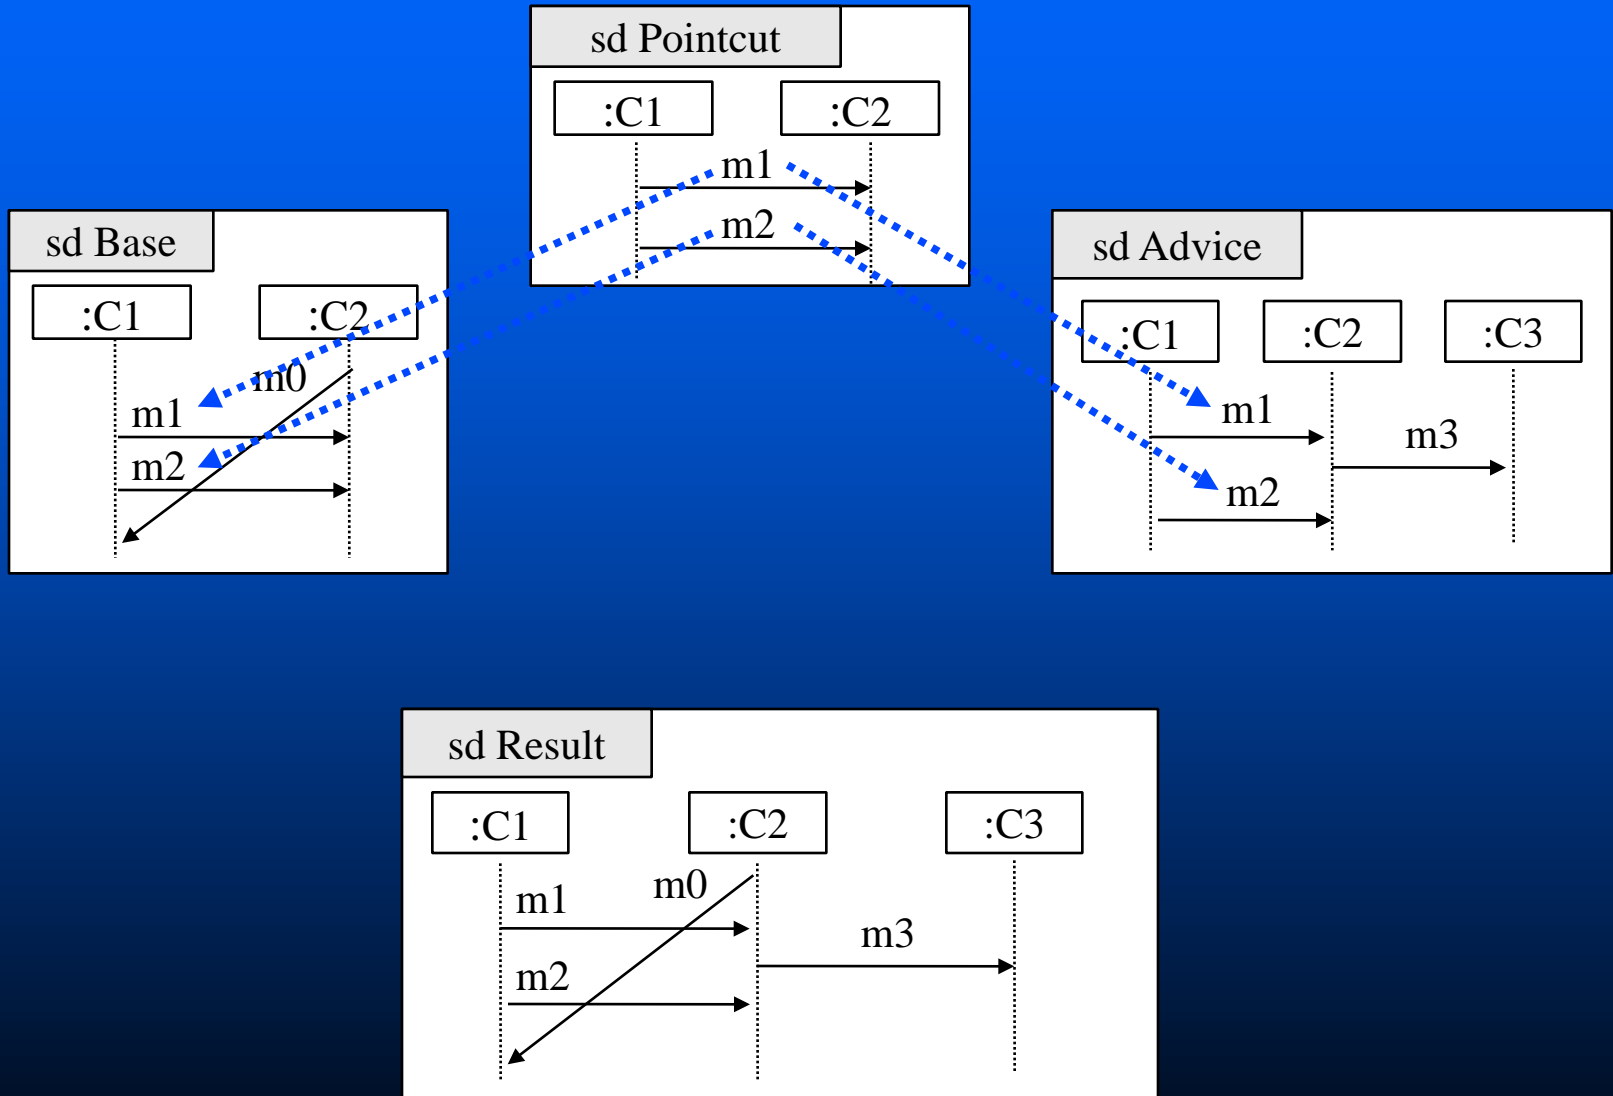 sd Pointcut
:C1 :C2
m1
m2
sd Base
:C1 :C2
m0
m1
m2
sd Advice
:C1 :C2 :C3
m1
m3
m2
sd Result
:C1 :C2 :C3
m1 m0
m3
m2